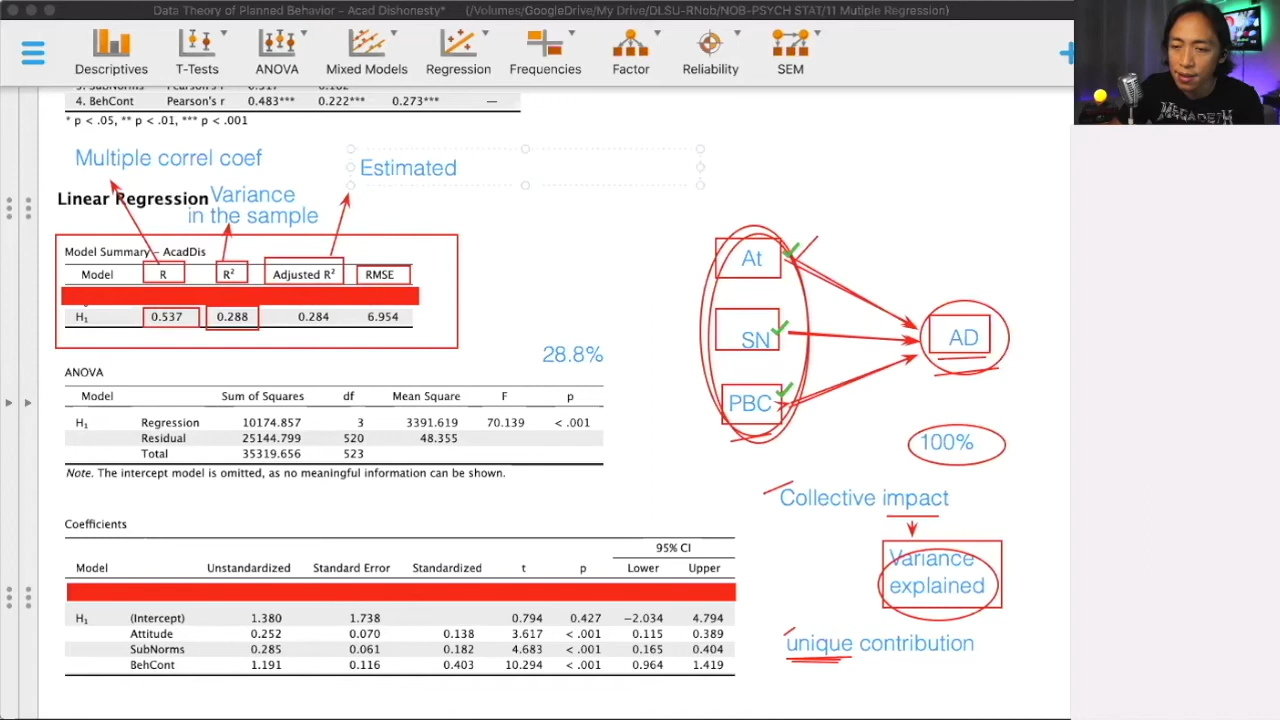 Data Theory of Planned Behavior – Acad Dishonesty* (/Volumes/GoogleDrive/My Drive/DLSU-RNob/NOB-PSYCH STAT/11 Mutiple Regression)
Descriptives T-Tests ANOVA Mixed Models Regression Frequencies Factor Reliability SEM
4. BehCont Pearson's r 0.483*** 0.222*** 0.273*** —
* p < .05, ** p < .01, *** p < .001
Multiple correl coef
Estimated
Linear Regression
Variance
in the sample
Model Summary – AcadDis
Model R R² Adjusted R² RMSE
H₁ 0.537 0.288 0.284 6.954
28.8%
ANOVA
Model Sum of Squares df Mean Square F p
H₁ Regression 10174.857 3 3391.619 70.139 < .001
Residual 25144.799 520 48.355
Total 35319.656 523
Note. The intercept model is omitted, as no meaningful information can be shown.
Coefficients
95% CI
Model Unstandardized Standard Error Standardized t p Lower Upper
H₁ (Intercept) 1.380 1.738 0.794 0.427 −2.034 4.794
Attitude 0.252 0.070 0.138 3.617 < .001 0.115 0.389
SubNorms 0.285 0.061 0.182 4.683 < .001 0.165 0.404
BehCont 1.191 0.116 0.403 10.294 < .001 0.964 1.419
At
SN
PBC
AD
100%
Collective impact
Variance
explained
unique contribution
MEGADETH